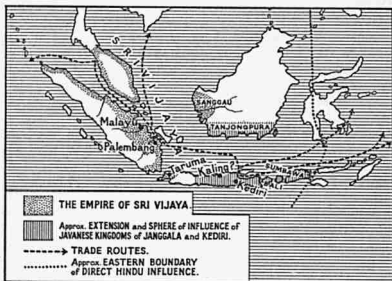 SRIVIJAYA
SANGGAU
Malayu
TANJONGPURA
Palembang
Taruma
Kaling
SUMBAWA
BALI
Kediri
THE EMPIRE OF SRI VIJAYA.
Approx. EXTENSION and SPHERE OF INFLUENCE OF
JAVANESE KINGDOMS OF JANGGALA AND KEDIRI.
TRADE ROUTES.
Approx. EASTERN BOUNDARY
OF DIRECT HINDU INFLUENCE.